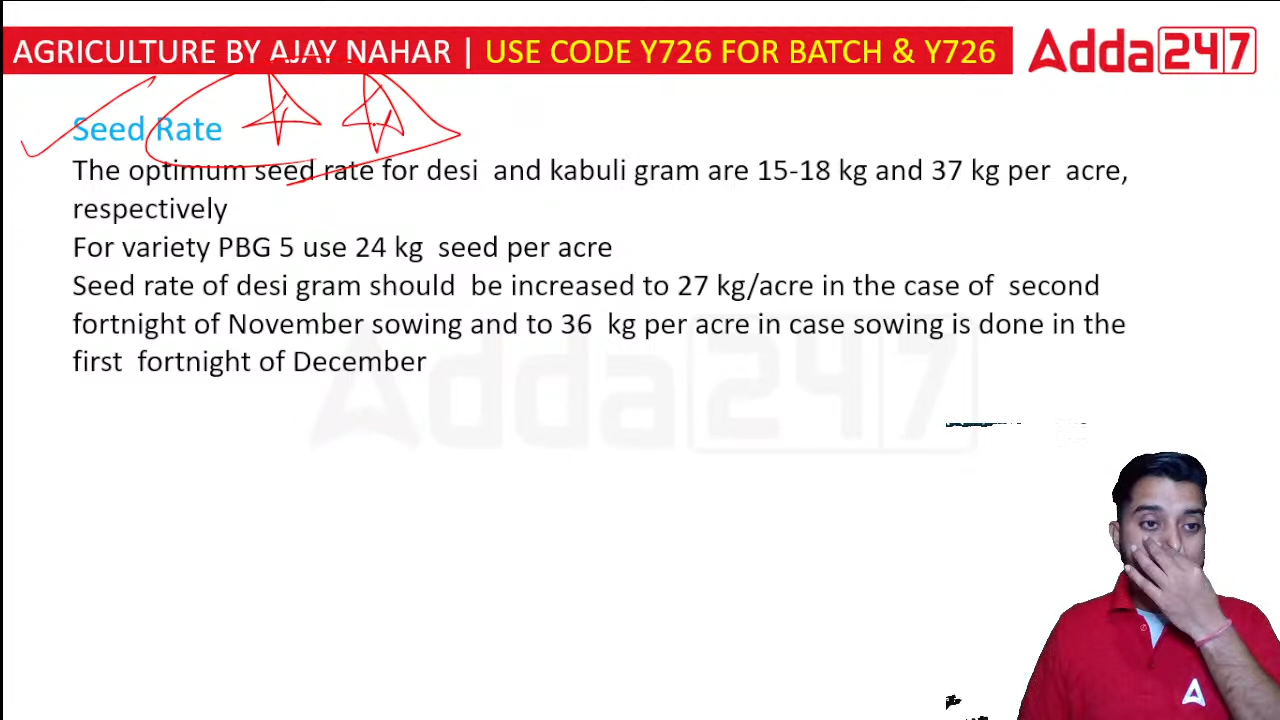 AGRICULTURE BY AJAY NAHAR | USE CODE Y726 FOR BATCH & Y726
Adda247
Seed Rate
The optimum seed rate for desi and kabuli gram are 15-18 kg and 37 kg per acre,
respectively
For variety PBG 5 use 24 kg seed per acre
Seed rate of desi gram should be increased to 27 kg/acre in the case of second
fortnight of November sowing and to 36 kg per acre in case sowing is done in the
first fortnight of December
Adda247